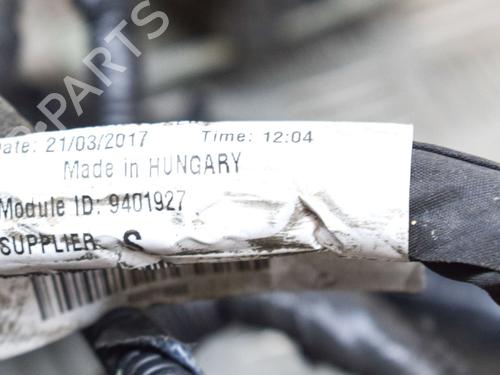 Date: 21/03/2017 Time: 12:04
Made in HUNGARY
Module ID: 9401927
SUPPLIER S
PARTS